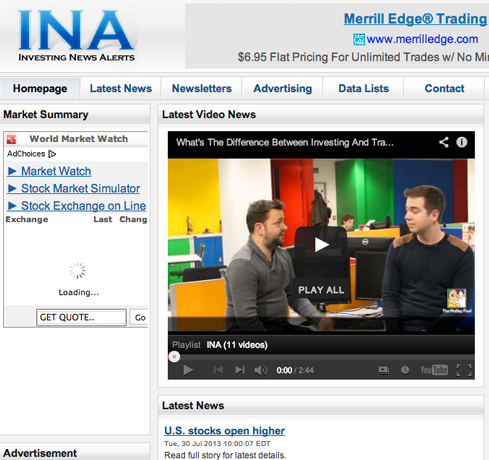 INA
INVESTING NEWS ALERTS
Merrill Edge® Trading
www.merrilledge.com
$6.95 Flat Pricing For Unlimited Trades w/ No Mi
Homepage
Latest News
Newsletters
Advertising
Data Lists
Contact
Market Summary
World Market Watch
AdChoices
► Market Watch
► Stock Market Simulator
► Stock Exchange on Line
Exchange Last Chang
Loading...
GET QUOTE..
Go
Latest Video News
What's The Difference Between Investing And Tra...
PLAY ALL
The Motley Fool
Playlist INA (11 videos)
0:00 / 2:44
YouTube
Latest News
U.S. stocks open higher
Tue, 30 Jul 2013 10:00:07 EDT
Read full story for latest details.
Advertisement